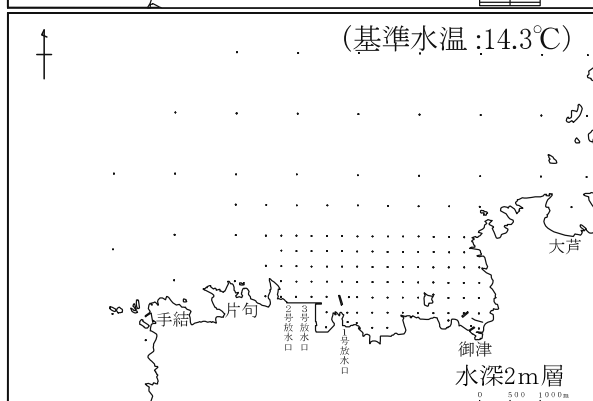 (基準水温:14.3℃)
大芦
片句
手結
2号放水口
3号放水口
1号放水口
御津
水深2m層
0 500 1000m